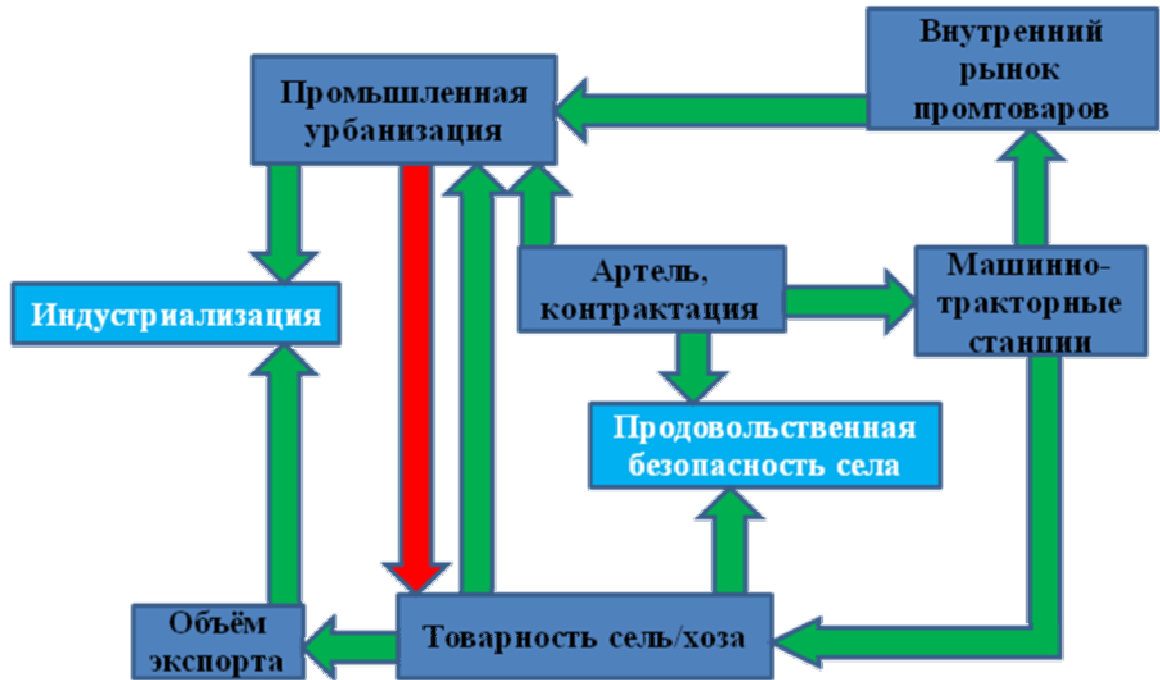 Внутренний
рынок
промтоваров
Промышленная
урбанизация
Артель,
контрактация
Машинно-
тракторные
станции
Индустриализация
Продовольственная
безопасность села
Объём
экспорта
Товарность сель/хоза